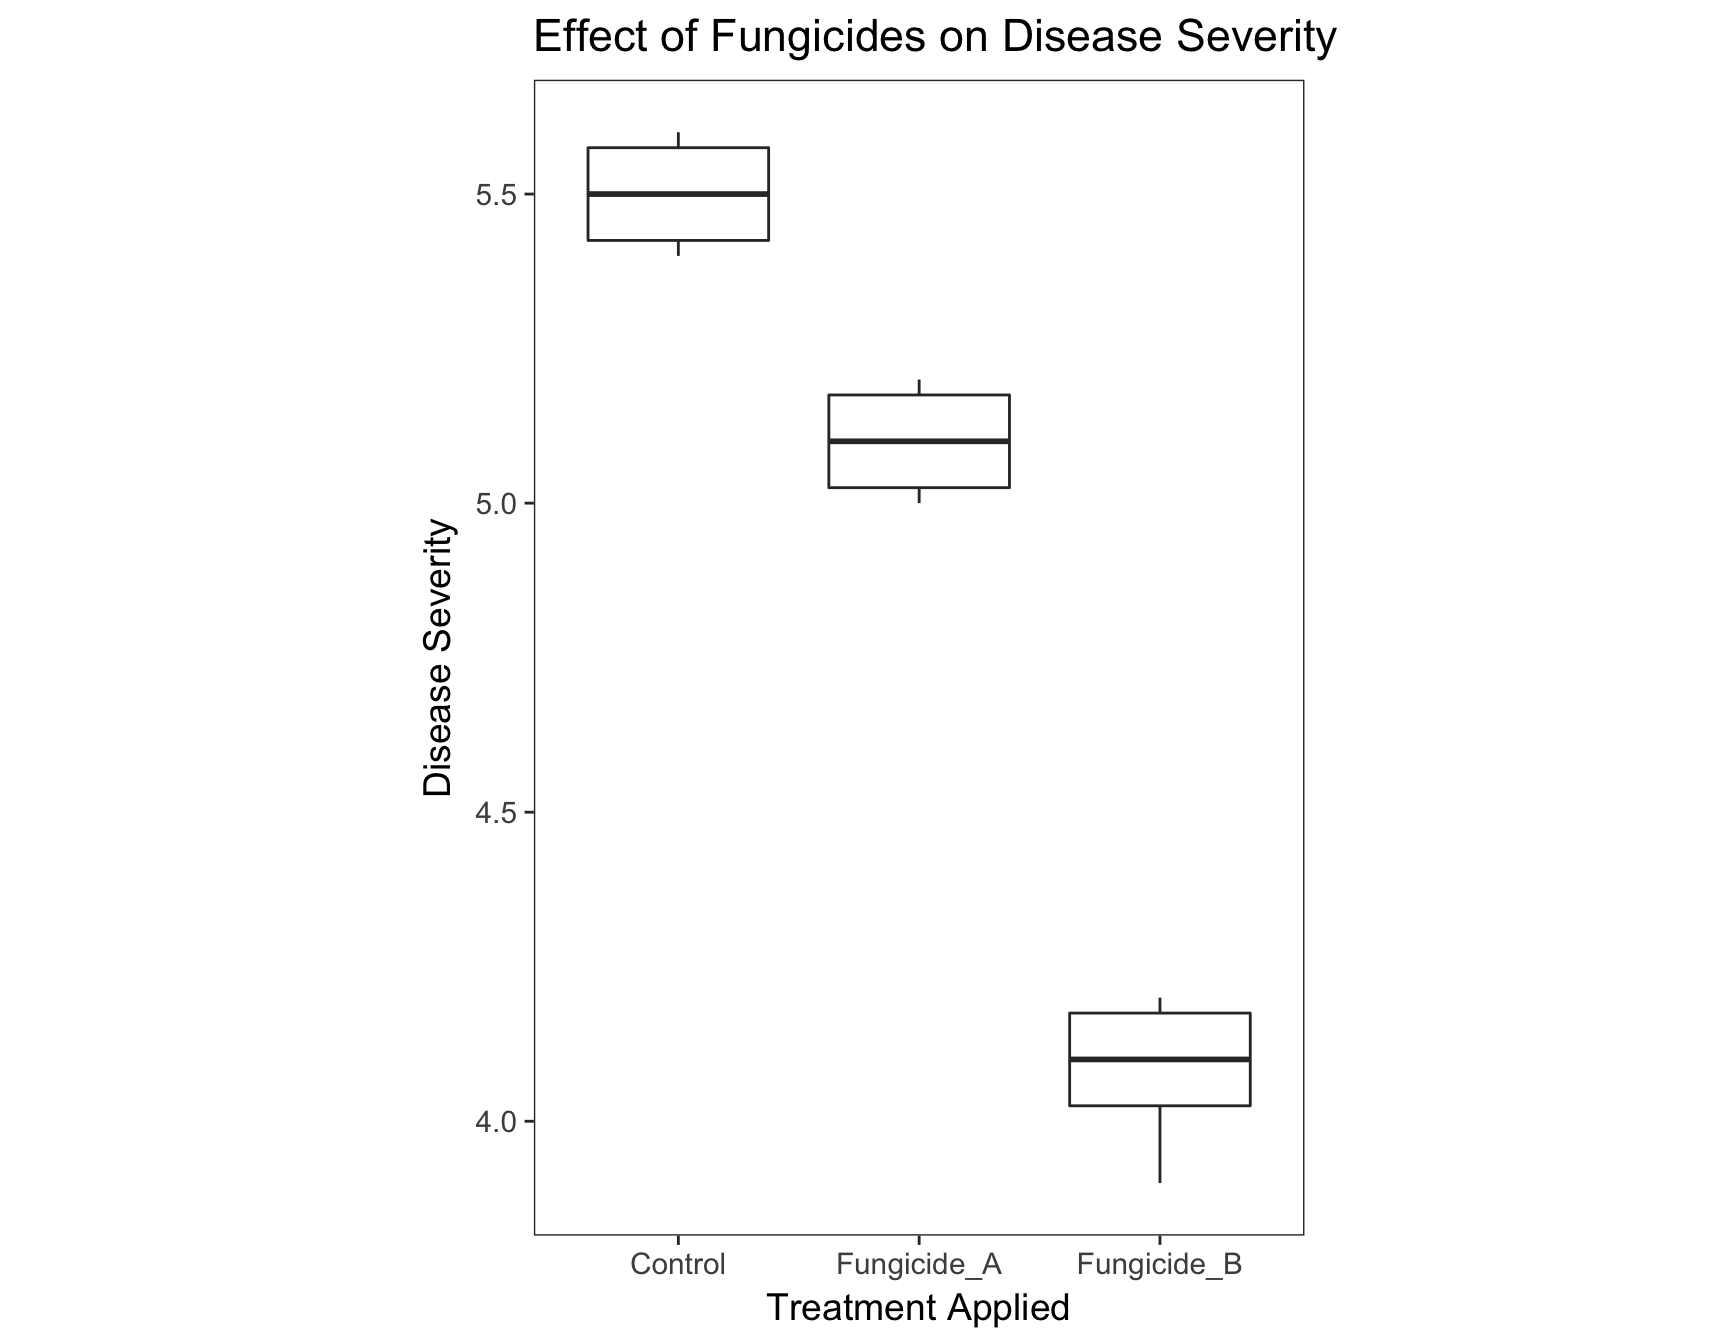 Effect of Fungicides on Disease Severity
Disease Severity
5.5
5.0
4.5
4.0
Control Fungicide_A Fungicide_B
Treatment Applied